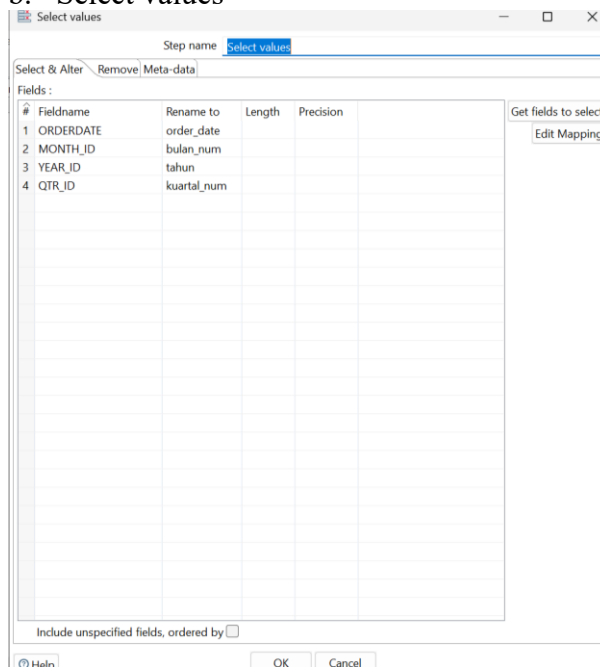 b. Select values
Select values
Step name Select values
Select & Alter Remove Meta-data
Fields :
# Fieldname Rename to Length Precision
Get fields to select
1 ORDERDATE order_date
Edit Mapping
2 MONTH_ID bulan_num
3 YEAR_ID tahun
4 QTR_ID kuartal_num
Include unspecified fields, ordered by
Help OK Cancel